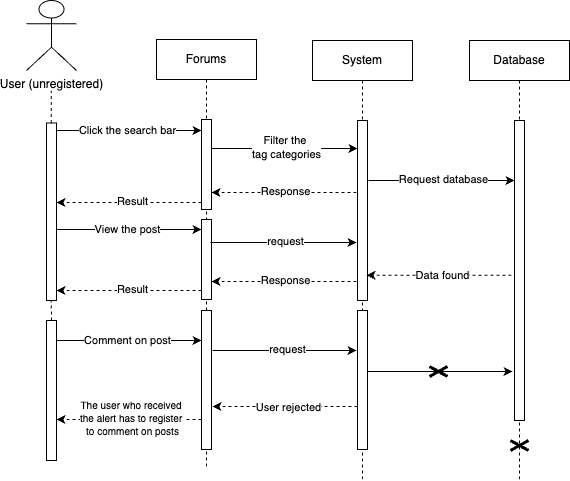 User (unregistered)
Forums
System
Database
Click the search bar
Filter the
tag categories
Request database
Response
Result
View the post
request
Data found
Response
Result
Comment on post
request
User rejected
The user who received
the alert has to register
to comment on posts